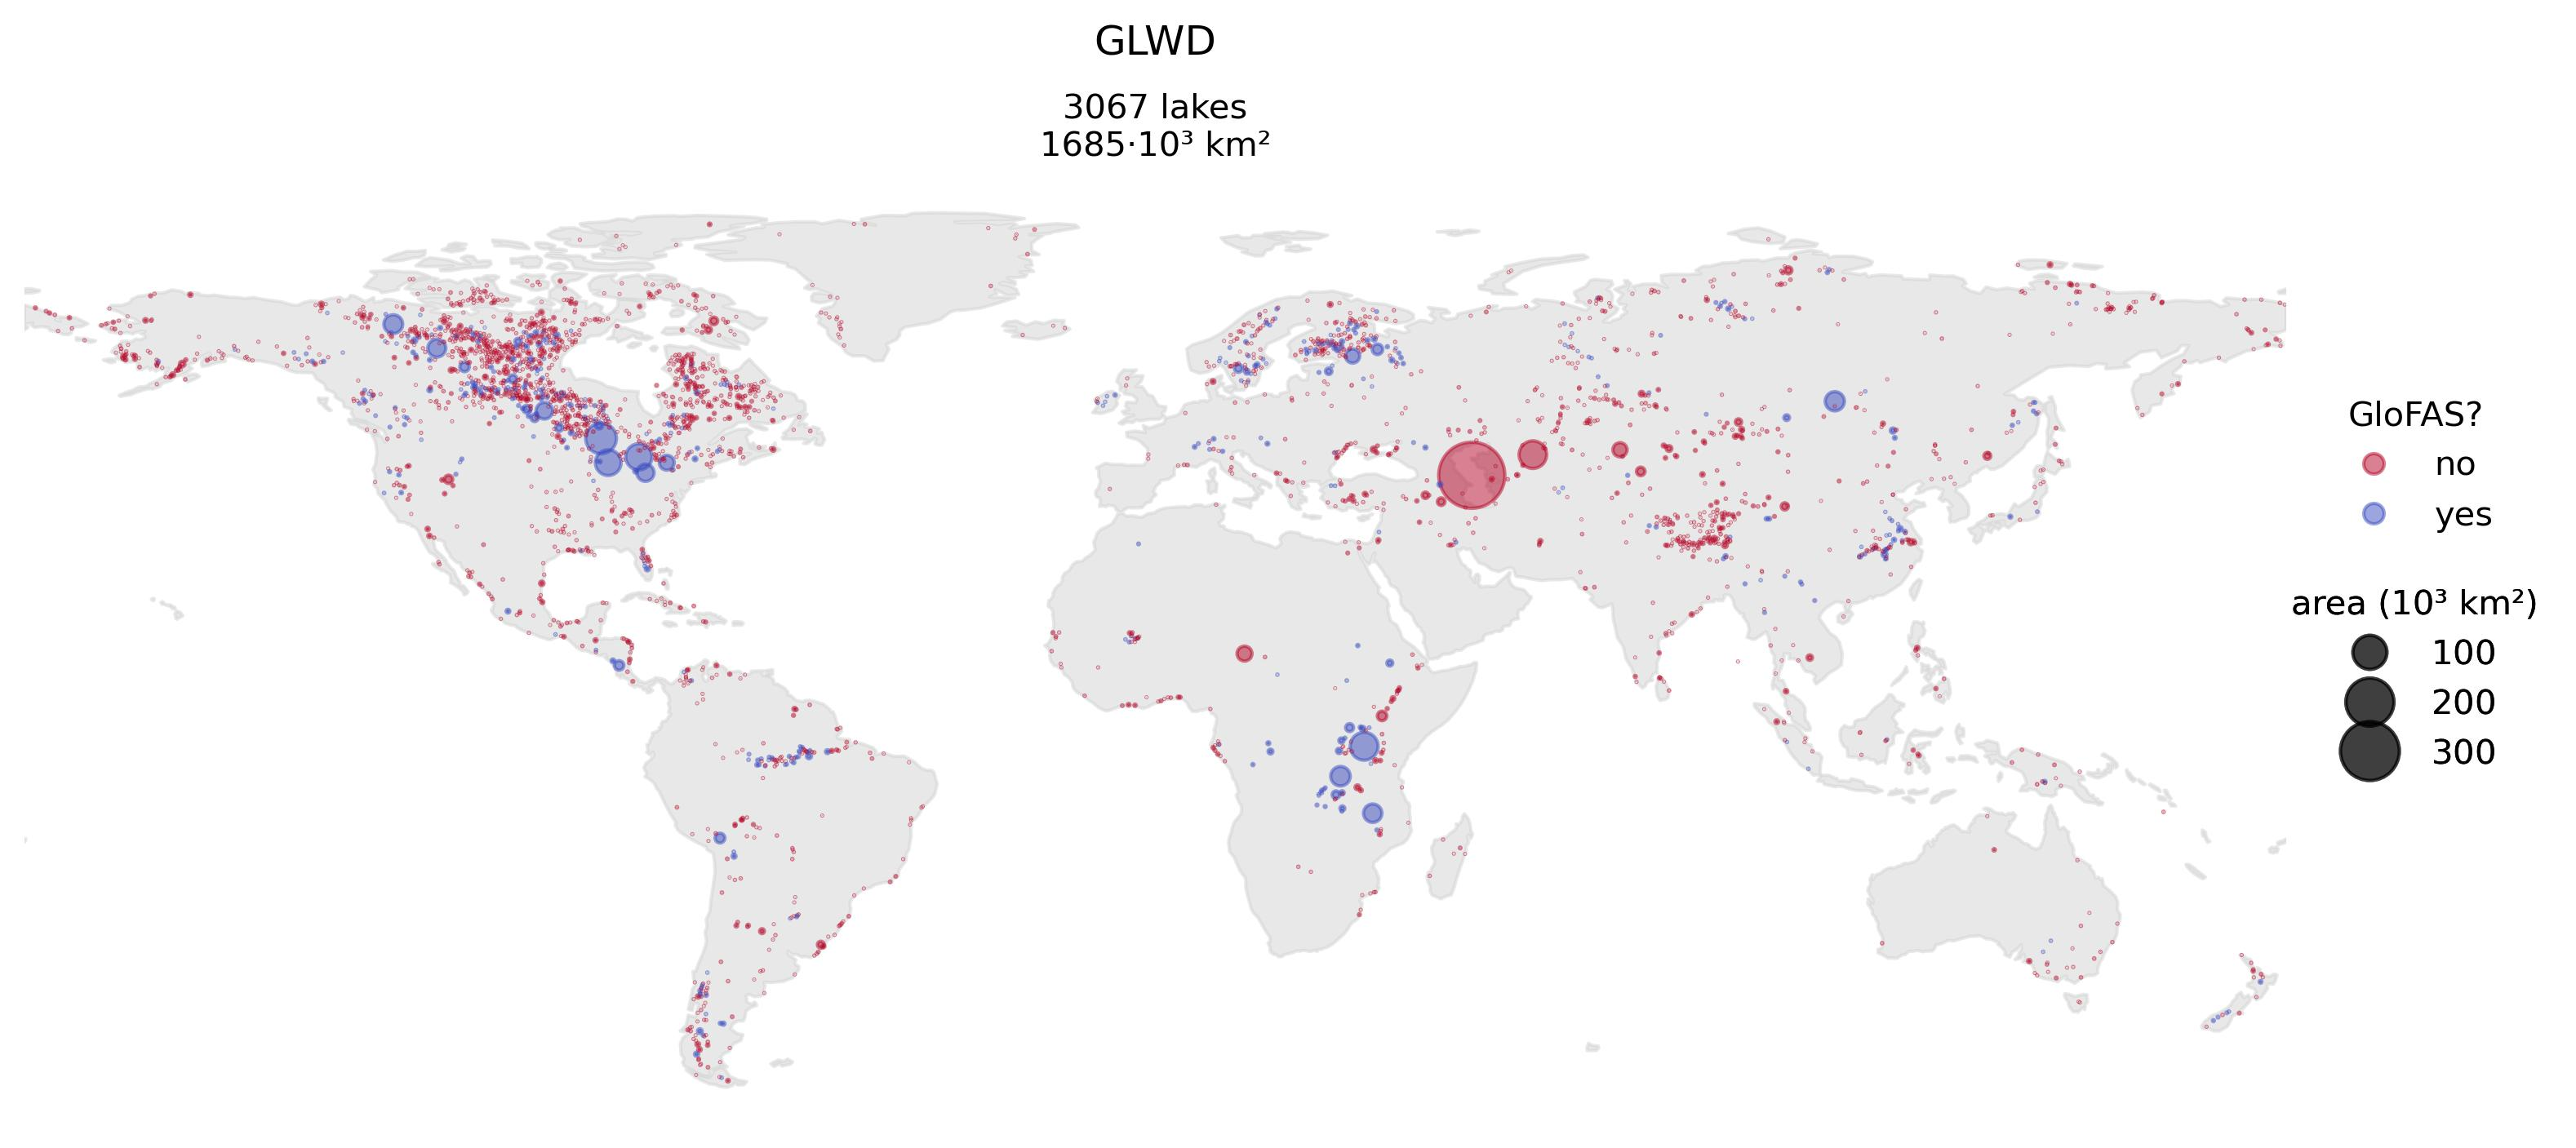 GLWD
3067 lakes
1685·10³ km²
GloFAS?
no
yes
area (10³ km²)
100
200
300